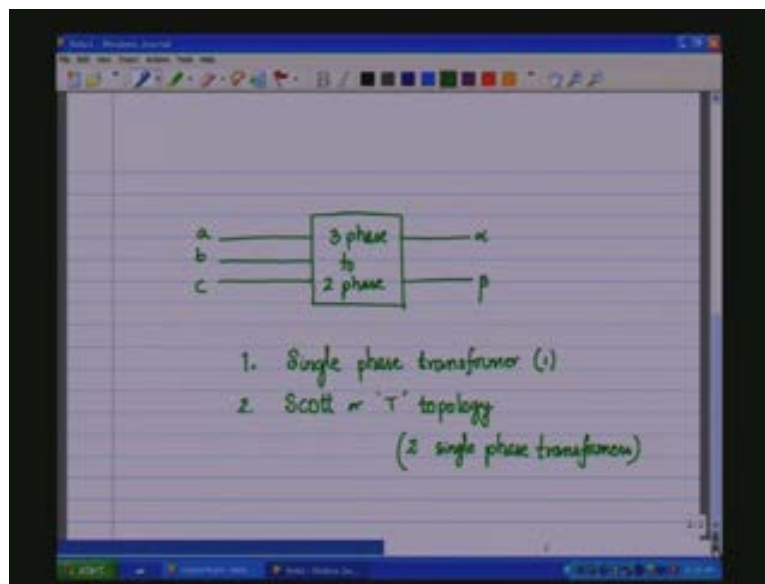 a
b
c
3 phase
to
2 phase
α
β
1. Single phase transformer (1)
2 Scott or 'T' topology
(2 single phase transformers)